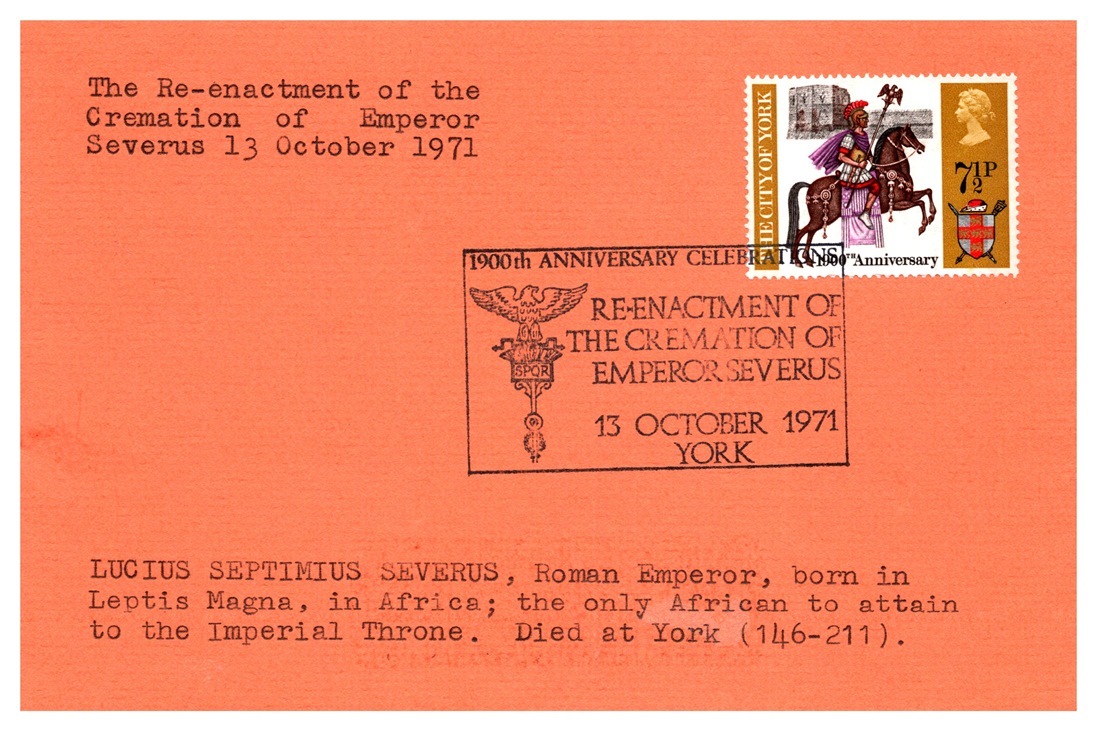 The Re-enactment of the
Cremation of Emperor
Severus 13 October 1971
THE CITY OF YORK
7½P
1900TH Anniversary
1900th ANNIVERSARY CELEBRATIONS
RE-ENACTMENT OF
THE CREMATION OF
EMPEROR SEVERUS
SPQR
13 OCTOBER 1971
YORK
LUCIUS SEPTIMIUS SEVERUS, Roman Emperor, born in
Leptis Magna, in Africa; the only African to attain
to the Imperial Throne. Died at York (146-211).